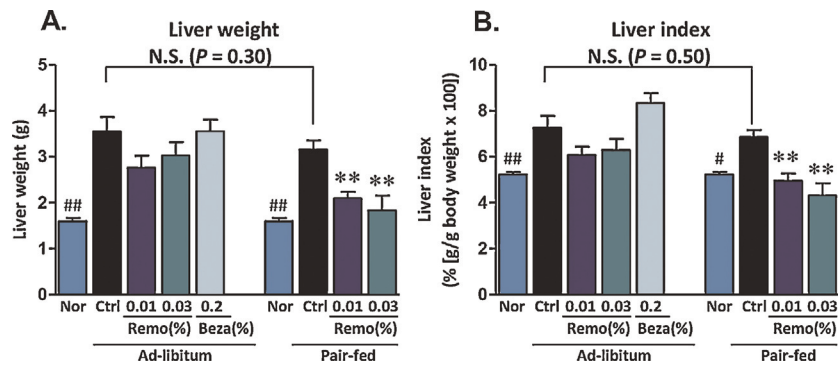 A.
Liver weight
N.S. (P = 0.30)
Liver weight (g)
5
4
3
2
1
0
##
##
**
**
Nor Ctrl 0.01 0.03 0.2 Nor Ctrl 0.01 0.03
Remo(%) Beza(%) Remo(%)
Ad-libitum Pair-fed
B.
Liver index
N.S. (P = 0.50)
Liver index
(% [g/g body weight x 100])
10
8
6
4
2
0
##
#
**
**
Nor Ctrl 0.01 0.03 0.2 Nor Ctrl 0.01 0.03
Remo(%) Beza(%) Remo(%)
Ad-libitum Pair-fed